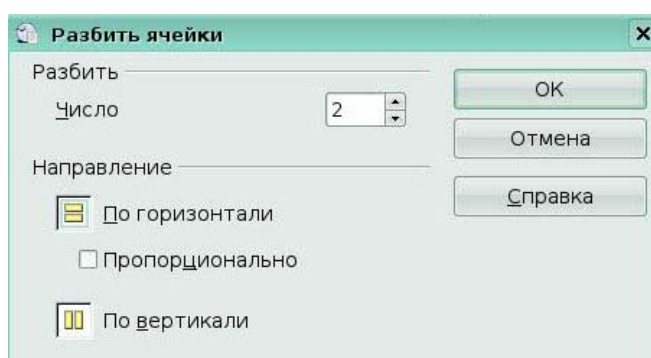 Разбить ячейки
Разбить
Число
2
OK
Отмена
Справка
Направление
По горизонтали
Пропорционально
По вертикали